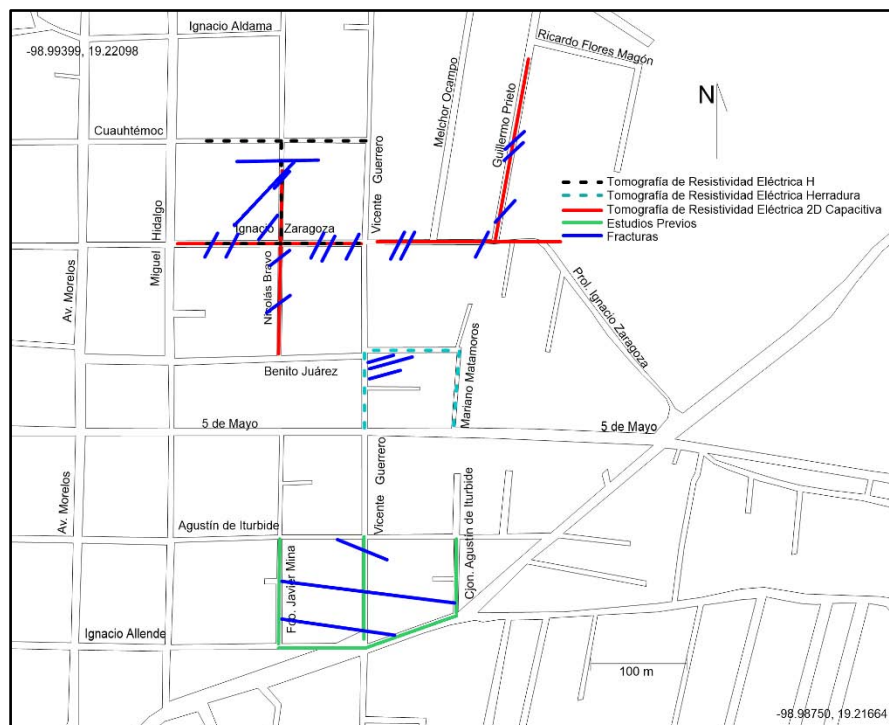 Ignacio Aldama
-98.99399, 19.22098
Ricardo Flores Magón
Melchor Ocampo
Guillermo Prieto
N
Cuauhtémoc
Vicente Guerrero
Tomografía de Resistividad Eléctrica H
Tomografía de Resistividad Eléctrica Herradura
Tomografía de Resistividad Eléctrica 2D Capacitiva
Estudios Previos
Fracturas
Miguel Hidalgo
Ignacio Zaragoza
Av. Morelos
Nicolás Bravo
Prol. Ignacio Zaragoza
Benito Juárez
Mariano Matamoros
5 de Mayo
5 de Mayo
Av. Morelos
Vicente Guerrero
Agustín de Iturbide
Cjon. Agustín de Iturbide
Fco. Javier Mina
Ignacio Allende
100 m
-98.98750, 19.21664